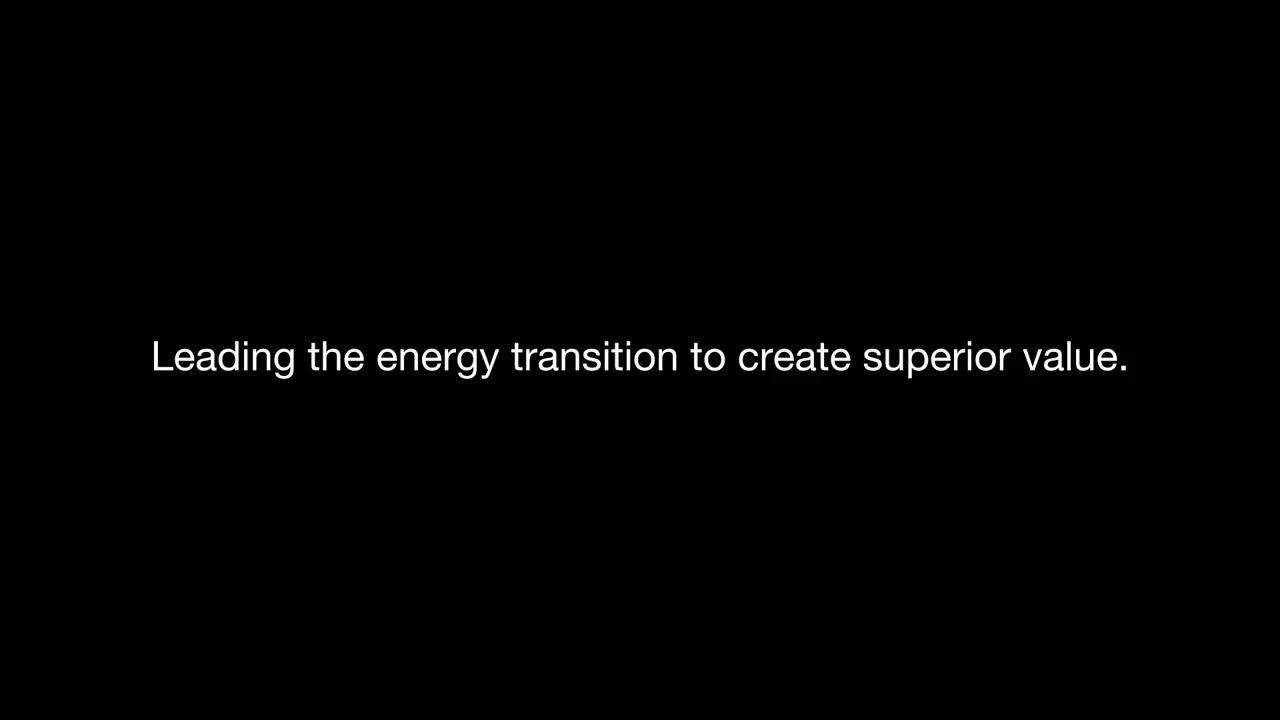 Leading the energy transition to create superior value.